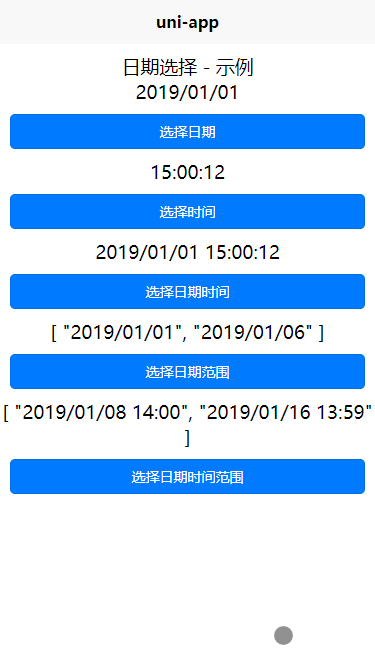 uni-app
日期选择 - 示例
2019/01/01
选择日期
15:00:12
选择时间
2019/01/01 15:00:12
选择日期时间
[ "2019/01/01", "2019/01/06" ]
选择日期范围
[ "2019/01/08 14:00", "2019/01/16 13:59"
]
选择日期时间范围